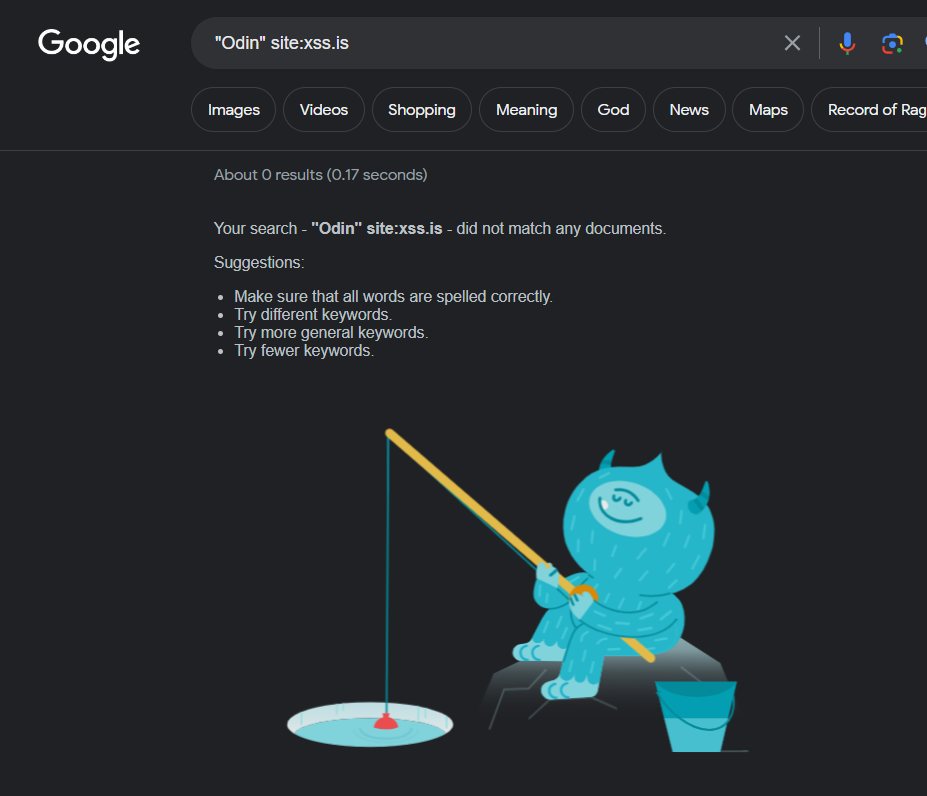 Google
"Odin" site:xss.is
Images Videos Shopping Meaning God News Maps Record of Rag
About 0 results (0.17 seconds)
Your search - "Odin" site:xss.is - did not match any documents.
Suggestions:
Make sure that all words are spelled correctly.
Try different keywords.
Try more general keywords.
Try fewer keywords.